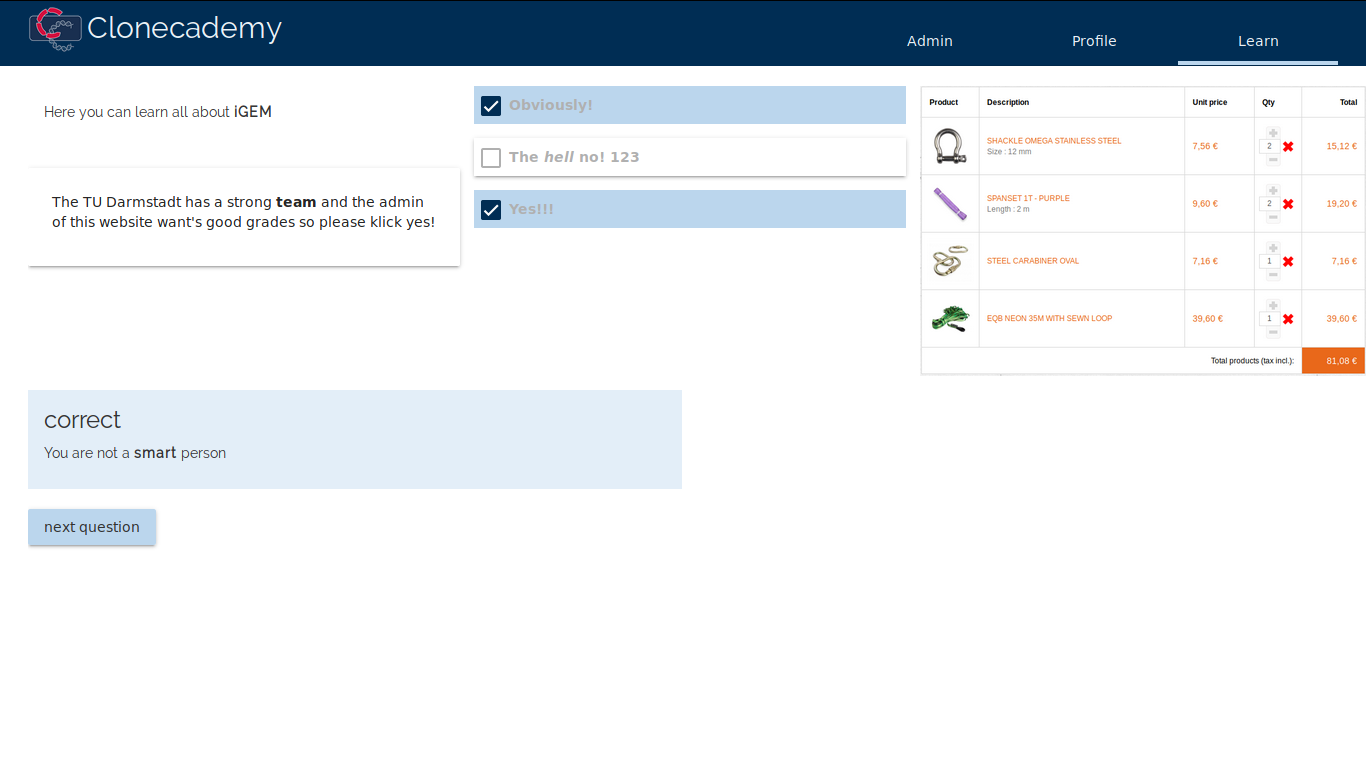 Clonecademy
Admin
Profile
Learn
Here you can learn all about iGEM
The TU Darmstadt has a strong team and the admin
of this website want's good grades so please klick yes!
Obviously!
The hell no! 123
Yes!!!
Product Description Unit price Qty Total
SHACKLE OMEGA STAINLESS STEEL
Size : 12 mm
7,56 € 2 15,12 €
SPANSET 1T - PURPLE
Length : 2 m
9,60 € 2 19,20 €
STEEL CARABINER OVAL 7,16 € 1 7,16 €
EQB NEON 35M WITH SEWN LOOP 39,60 € 1 39,60 €
Total products (tax incl.): 81,08 €
correct
You are not a smart person
next question